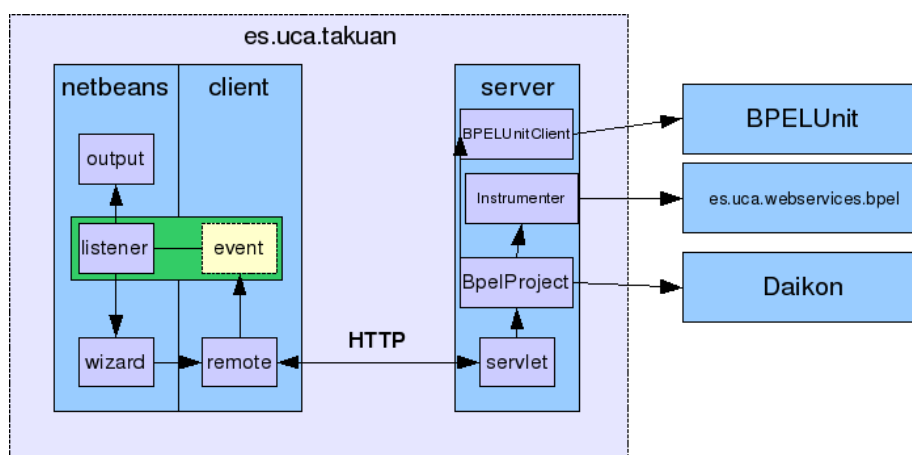 es.uca.takuan
netbeans
client
server
BPELUnitClient
BPELUnit
output
Instrumenter
es.uca.webservices.bpel
listener
event
BpelProject
Daikon
HTTP
wizard
remote
servlet